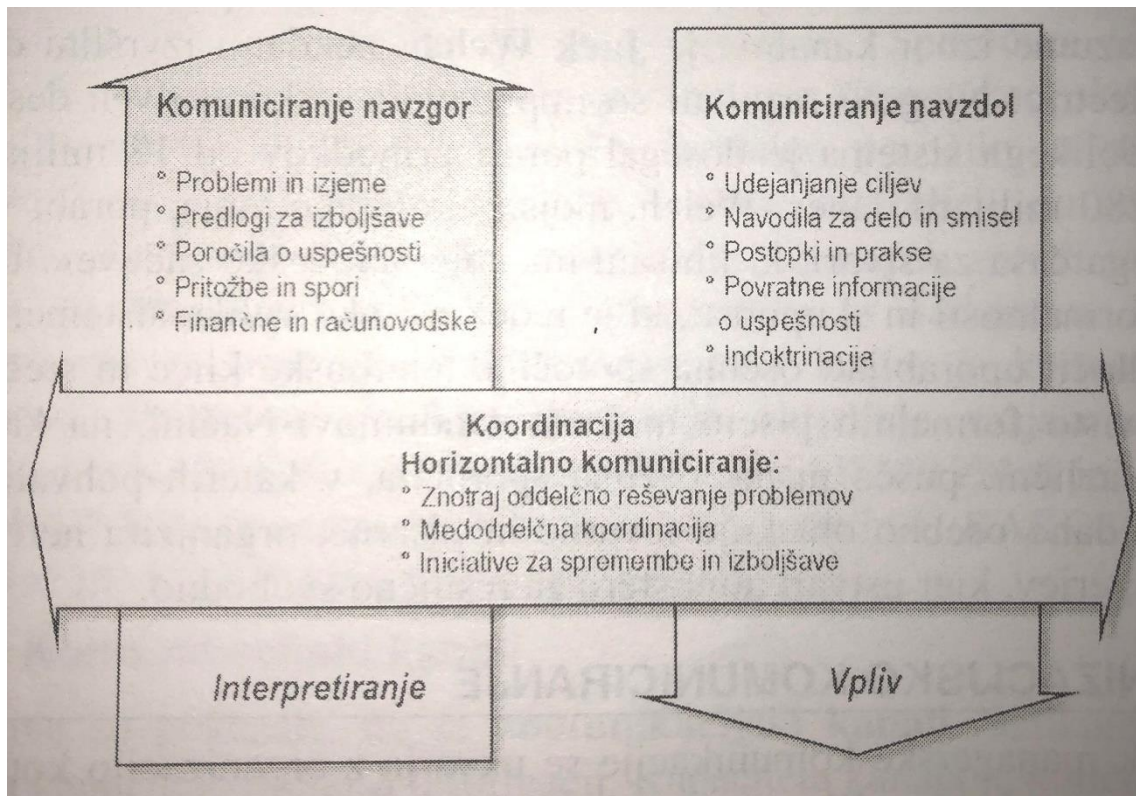 Komuniciranje navzgor
° Problemi in izjeme
° Predlogi za izboljšave
° Poročila o uspešnosti
° Pritožbe in spori
° Finančne in računovodske
Komuniciranje navzdol
° Udejanjanje ciljev
° Navodila za delo in smisel
° Postopki in prakse
° Povratne informacije
o uspešnosti
° Indoktrinacija
Koordinacija
Horizontalno komuniciranje:
° Znotraj oddelčno reševanje problemov
° Medoddelčna koordinacija
° Iniciative za spremembe in izboljšave
Interpretiranje
Vpliv